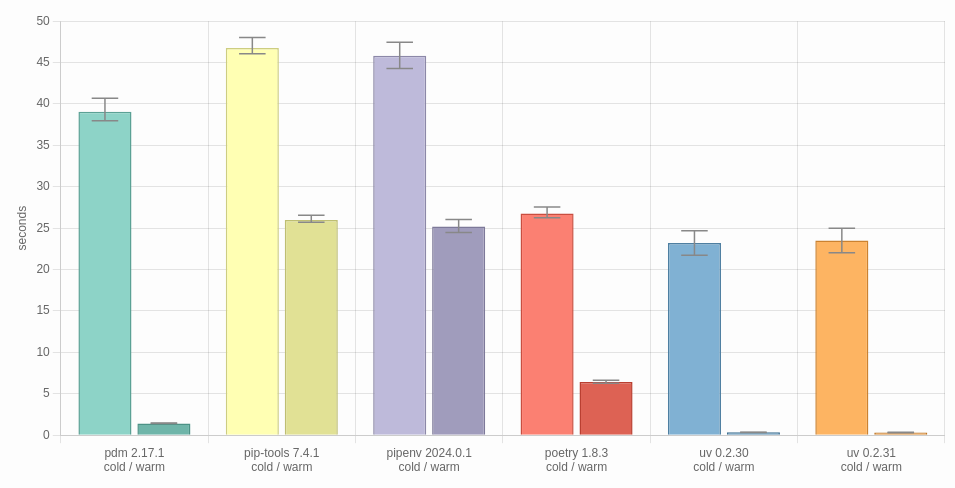 50
45
40
35
30
25
20
15
10
5
0
seconds
pdm 2.17.1
cold / warm
pip-tools 7.4.1
cold / warm
pipenv 2024.0.1
cold / warm
poetry 1.8.3
cold / warm
uv 0.2.30
cold / warm
uv 0.2.31
cold / warm